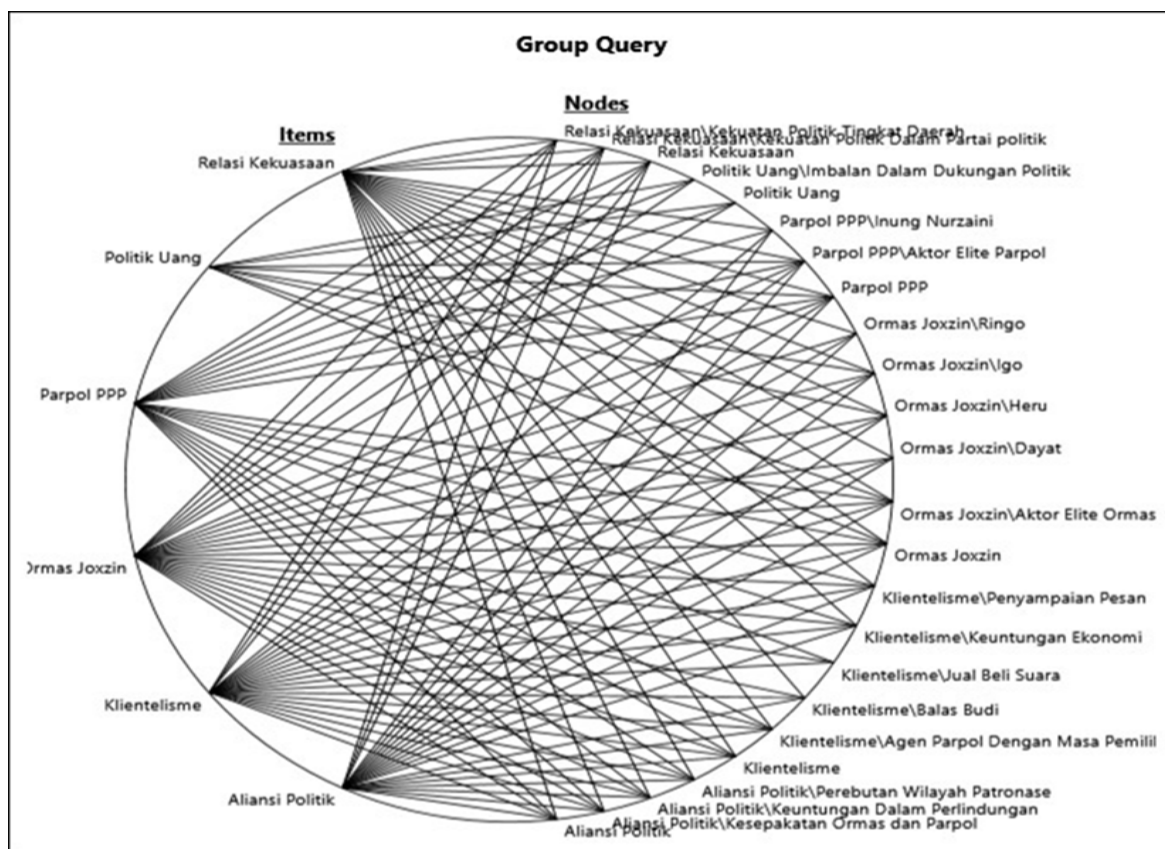 Group Query
Nodes
Items
Relasi Kekuasaan
Politik Uang
Parpol PPP
Ormas Joxzin
Klientelisme
Aliansi Politik
Relasi Kekuasaan\Kekuatan Politik Tingkat Daerah
Relasi Kekuasaan\Kekuatan Politik Dalam Partai politik
Relasi Kekuasaan
Politik Uang\Imbalan Dalam Dukungan Politik
Politik Uang
Parpol PPP\Inung Nurzaini
Parpol PPP\Aktor Elite Parpol
Parpol PPP
Ormas Joxzin\Ringo
Ormas Joxzin\Igo
Ormas Joxzin\Heru
Ormas Joxzin\Dayat
Ormas Joxzin\Aktor Elite Ormas
Ormas Joxzin
Klientelisme\Penyampaian Pesan
Klientelisme\Keuntungan Ekonomi
Klientelisme\Jual Beli Suara
Klientelisme\Balas Budi
Klientelisme\Agen Parpol Dengan Masa Pemilil
Klientelisme
Aliansi Politik\Perebutan Wilayah Patronase
Aliansi Politik\Keuntungan Dalam Perlindungan
Aliansi Politik\Kesepakatan Ormas dan Parpol
Aliansi Politik